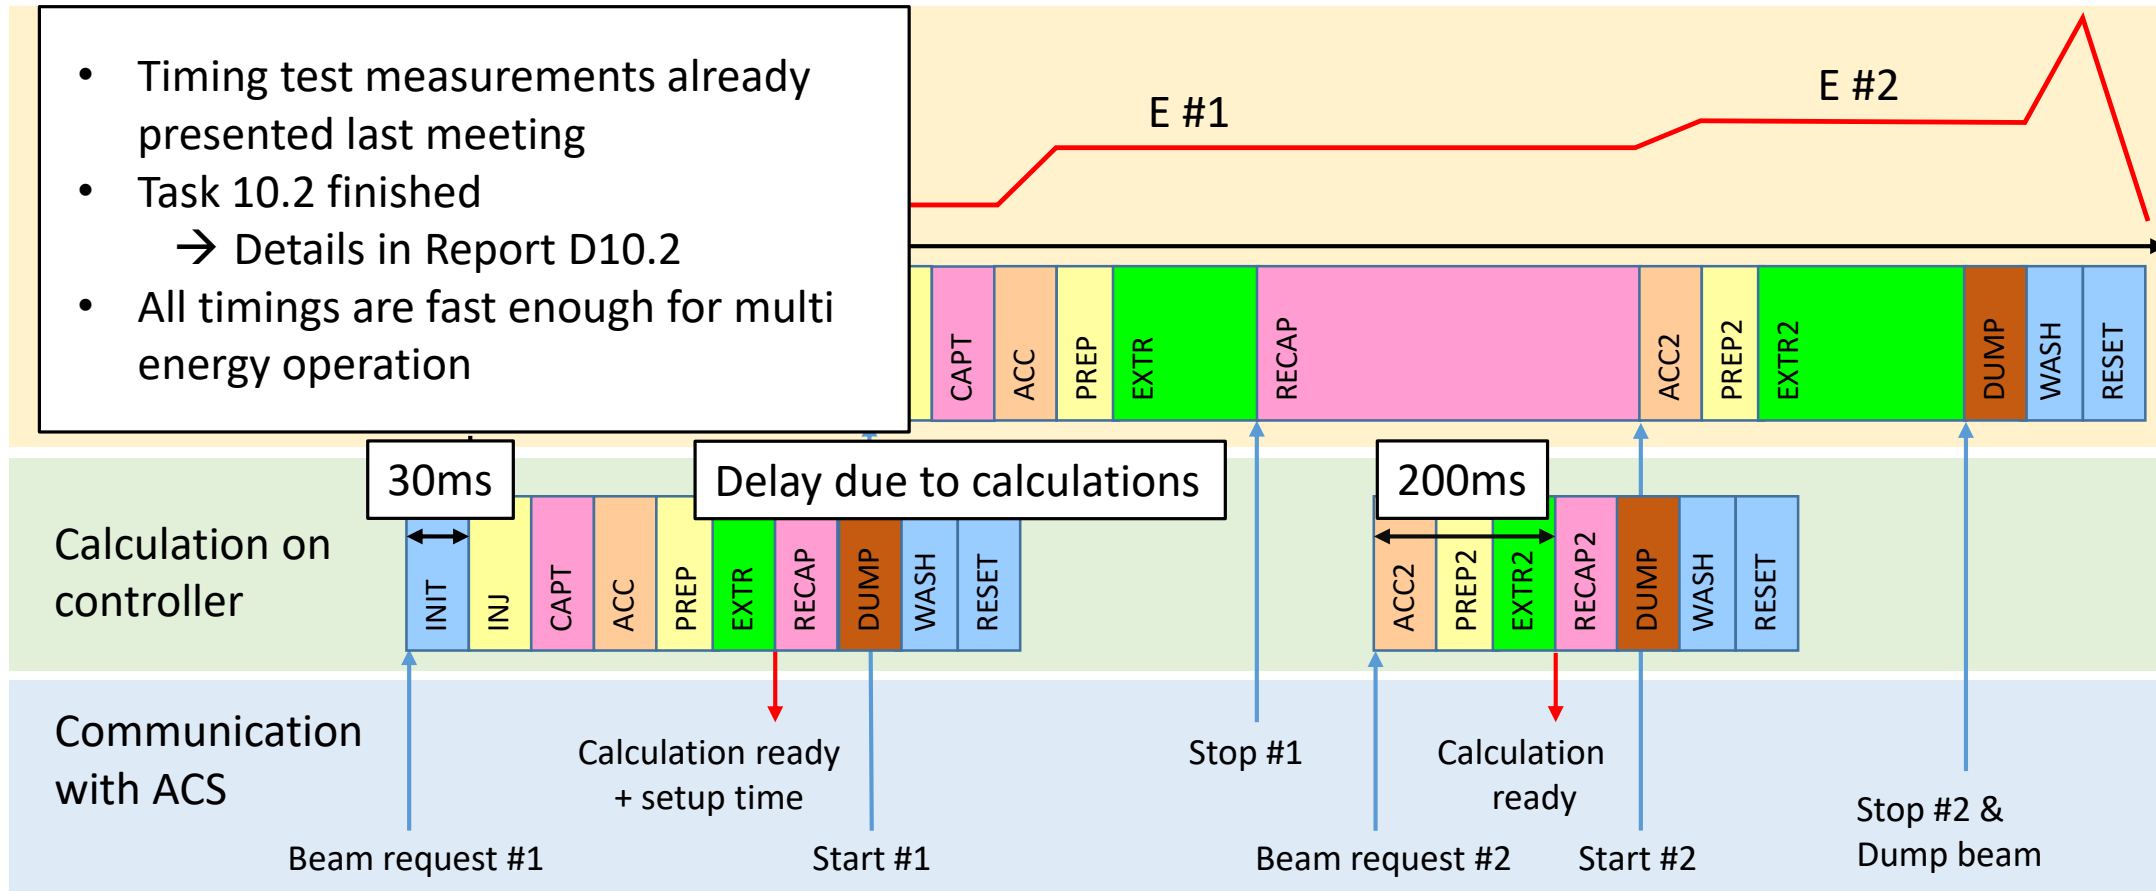 • Timing test measurements already
presented last meeting
• Task 10.2 finished
→ Details in Report D10.2
• All timings are fast enough for multi
energy operation
E #1
E #2
CAPT
ACC
PREP
EXTR
RECAP
ACC2
PREP2
EXTR2
DUMP
WASH
RESET
30ms
Delay due to calculations
200ms
Calculation on
controller
INIT
INJ
CAPT
ACC
PREP
EXTR
RECAP
DUMP
WASH
RESET
ACC2
PREP2
EXTR2
RECAP2
DUMP
WASH
RESET
Communication
with ACS
Calculation ready
+ setup time
Stop #1
Calculation
ready
Stop #2 &
Dump beam
Beam request #1
Start #1
Beam request #2
Start #2